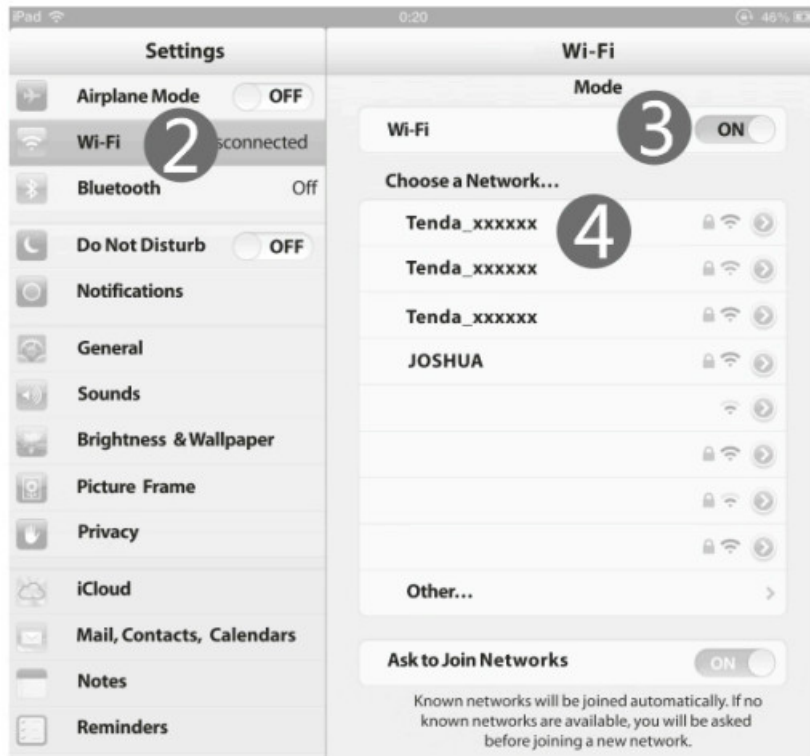 iPad 0:20 46%
Settings
Airplane Mode OFF
Wi-Fi 2 sconnected
Bluetooth Off
Do Not Disturb OFF
Notifications
General
Sounds
Brightness & Wallpaper
Picture Frame
Privacy
iCloud
Mail, Contacts, Calendars
Notes
Reminders
Wi-Fi
Mode
Wi-Fi 3 ON
Choose a Network...
Tenda_xxxxxx 4
Tenda_xxxxxx
Tenda_xxxxxx
JOSHUA
Other...
Ask to Join Networks ON
Known networks will be joined automatically. If no
known networks are available, you will be asked
before joining a new network.